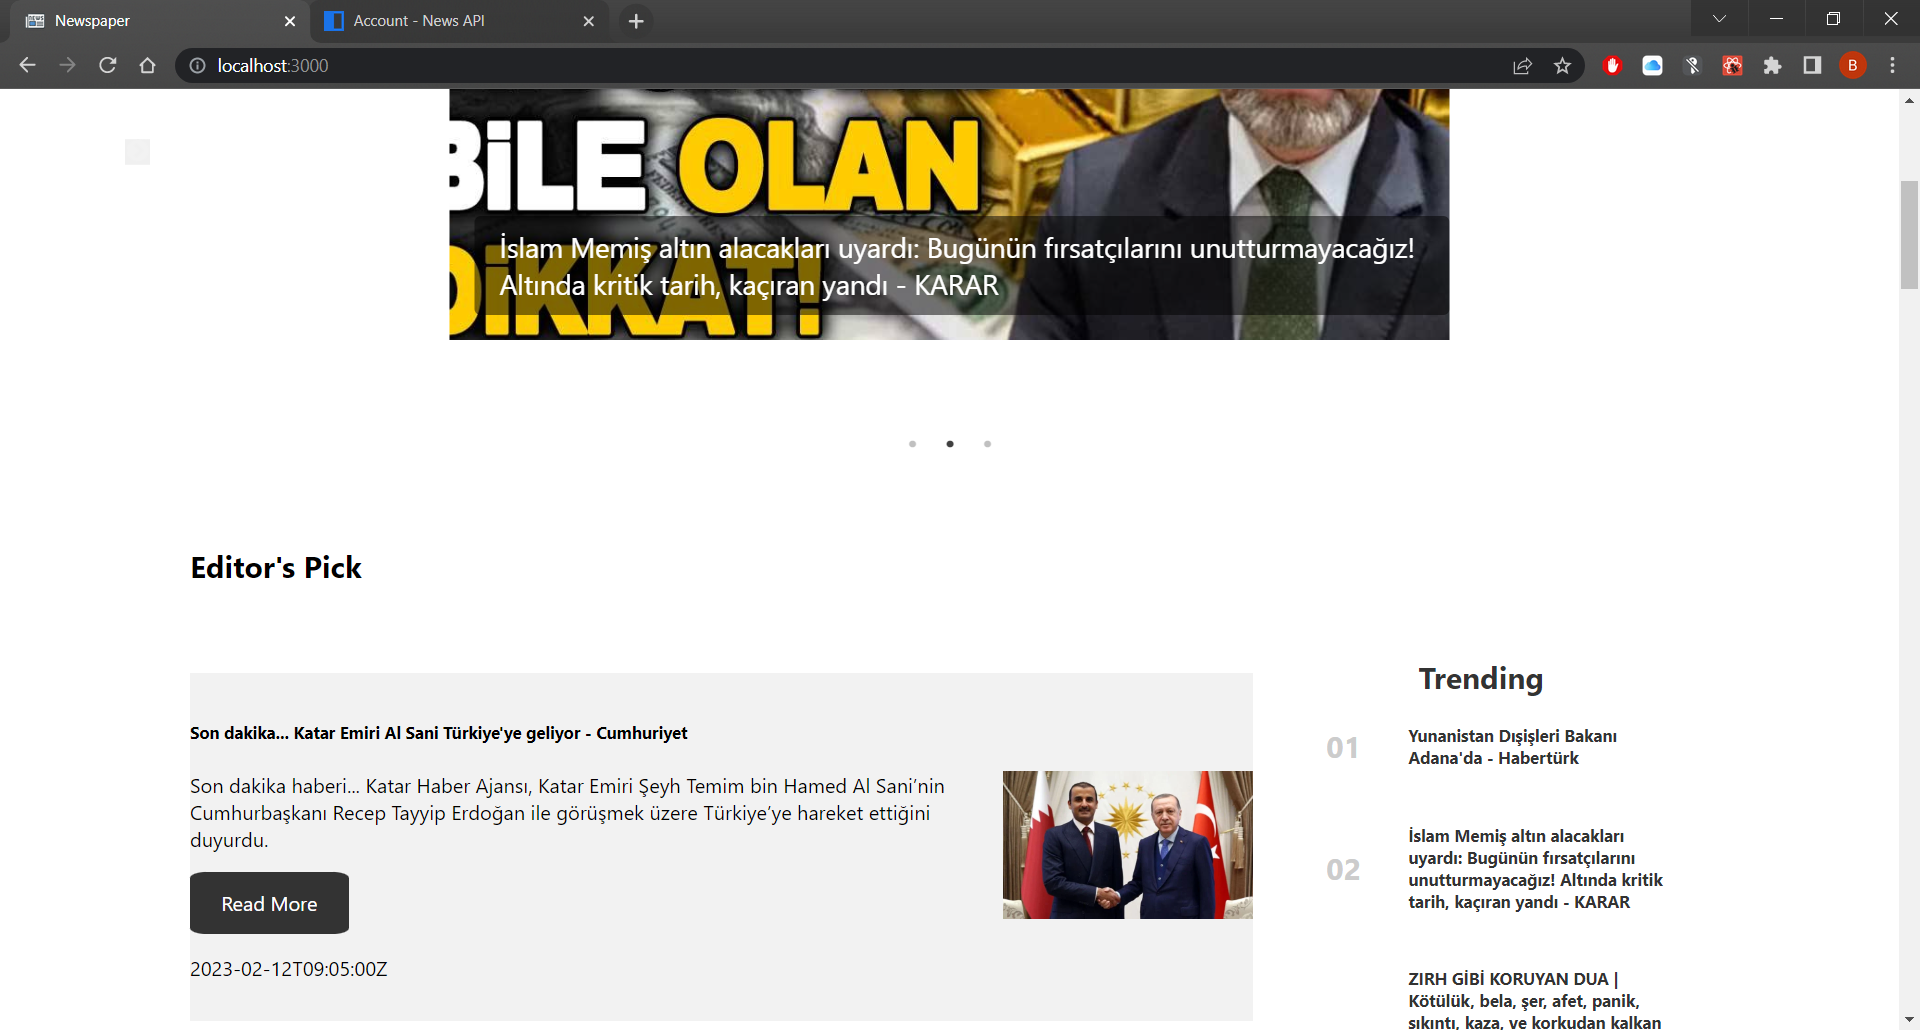 Newspaper
Account - News API
localhost:3000
B
BİLE OLAN
DİKKAT!
İslam Memiş altın alacakları uyardı: Bugünün fırsatçılarını unutturmayacağız!
Altında kritik tarih, kaçıran yandı - KARAR
Editor's Pick
Son dakika... Katar Emiri Al Sani Türkiye'ye geliyor - Cumhuriyet
Son dakika haberi... Katar Haber Ajansı, Katar Emiri Şeyh Temim bin Hamed Al Sani’nin
Cumhurbaşkanı Recep Tayyip Erdoğan ile görüşmek üzere Türkiye’ye hareket ettiğini
duyurdu.
Read More
2023-02-12T09:05:00Z
Trending
01
Yunanistan Dışişleri Bakanı
Adana'da - Habertürk
02
İslam Memiş altın alacakları
uyardı: Bugünün fırsatçılarını
unutturmayacağız! Altında kritik
tarih, kaçıran yandı - KARAR
ZIRH GİBİ KORUYAN DUA |
Kötülük, bela, şer, afet, panik,
sıkıntı, kaza, ve korkudan kalkan